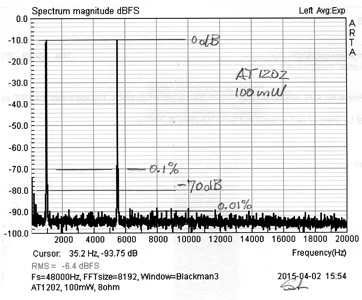 Spectrum magnitude dBFS Left Avg:Exp
0.0
0dB
-10.0
ARTA
AT1202
100mW
-20.0
-30.0
-40.0
-50.0
-60.0
-70.0
0.1%
-80.0
-70dB
-90.0
0.01%
-100.0
2000 4000 6000 8000 10000 12000 14000 16000 18000 20000
Cursor: 35.2 Hz, -93.75 dB Frequency(Hz)
RMS = -6.4 dBFS
Fs=48000Hz, FFTsize=8192, Window=Blackman3 2015-04-02 15:54
AT1202, 100mW, 8ohm